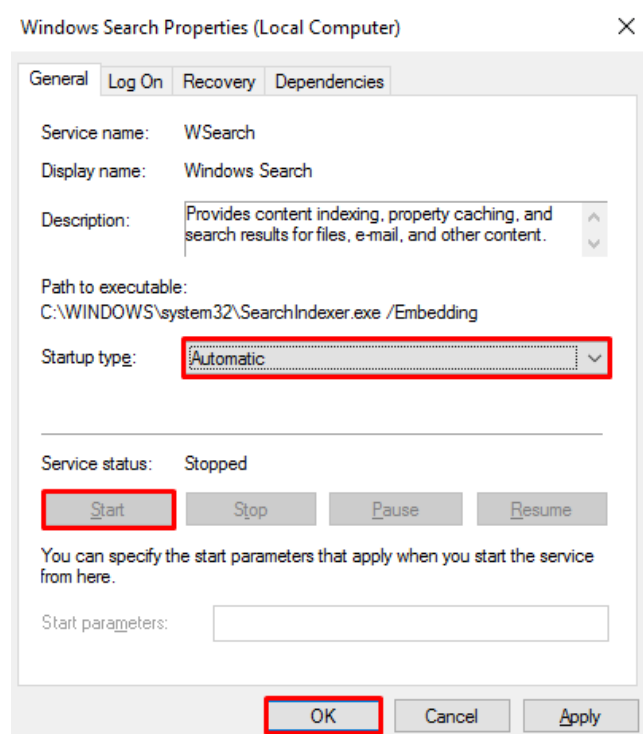 Windows Search Properties (Local Computer)
General Log On Recovery Dependencies
Service name: WSearch
Display name: Windows Search
Description: Provides content indexing, property caching, and
search results for files, e-mail, and other content.
Path to executable:
C:\WINDOWS\system32\SearchIndexer.exe /Embedding
Startup type: Automatic
Service status: Stopped
Start Stop Pause Resume
You can specify the start parameters that apply when you start the service
from here.
Start parameters:
OK Cancel Apply